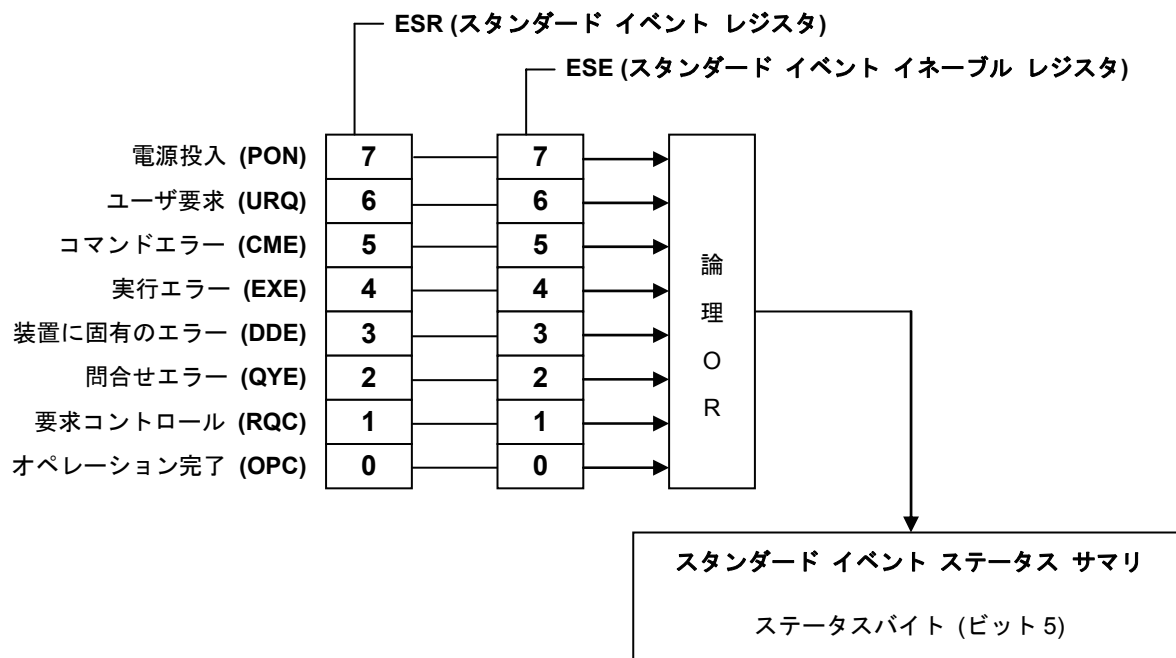 ESR (スタンダード イベント レジスタ)
ESE (スタンダード イベント イネーブル レジスタ)
電源投入 (PON) 7 7
ユーザ要求 (URQ) 6 6
コマンドエラー (CME) 5 5
実行エラー (EXE) 4 4
装置に固有のエラー (DDE) 3 3
問合せエラー (QYE) 2 2
要求コントロール (RQC) 1 1
オペレーション完了 (OPC) 0 0
論
理
O
R
スタンダード イベント ステータス サマリ
ステータスバイト (ビット 5)